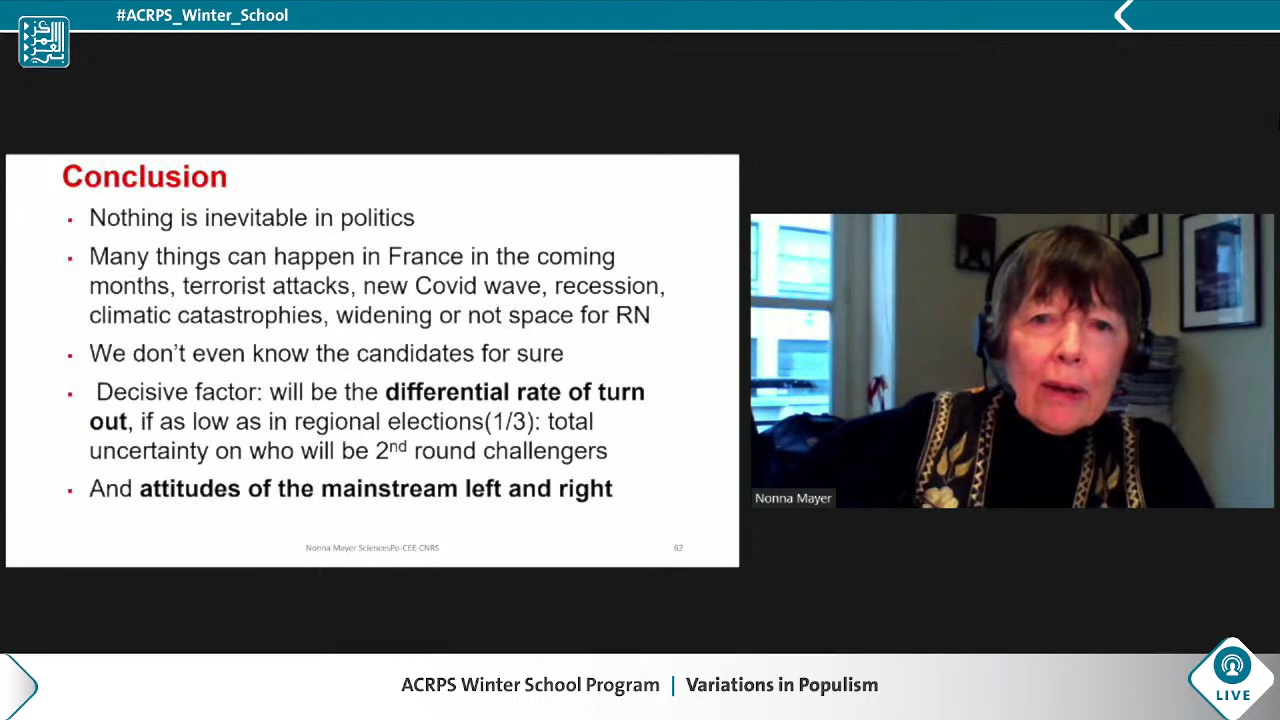 #ACRPS_Winter_School
Conclusion
▪ Nothing is inevitable in politics
▪ Many things can happen in France in the coming
months, terrorist attacks, new Covid wave, recession,
climatic catastrophies, widening or not space for RN
▪ We don't even know the candidates for sure
▪ Decisive factor: will be the differential rate of turn
out, if as low as in regional elections(1/3): total
uncertainty on who will be 2nd round challengers
▪ And attitudes of the mainstream left and right
Nonna Mayer SciencesPo-CEE-CNRS
62
Nonna Mayer
ACRPS Winter School Program | Variations in Populism
LIVE